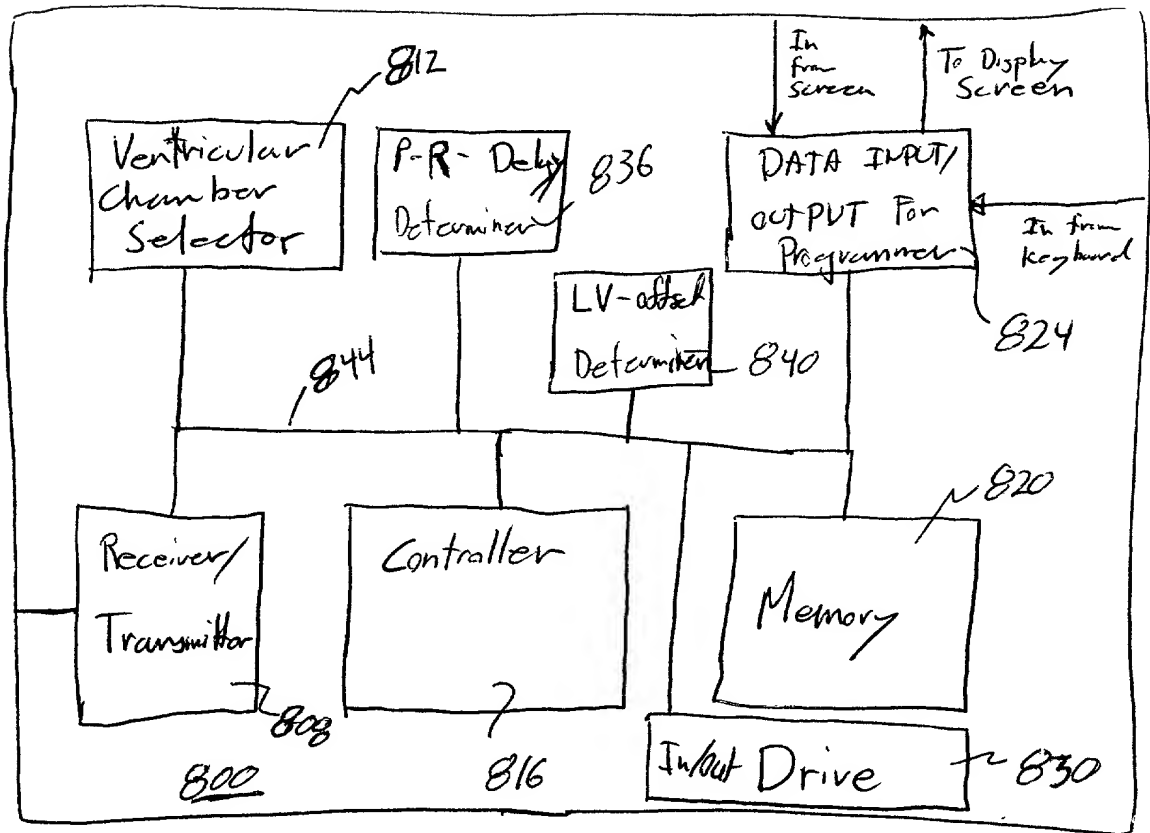 812
Ventricular
Chamber
Selector
P-R-Delay
Determiner
836
In
from
screen
To Display
Screen
DATA INPUT/
OUTPUT For
Programmer
In from
Keyboard
824
LV-offset
Determiner
840
844
Receiver/
Transmitter
808
Controller
816
820
Memory
In/out Drive
830
800